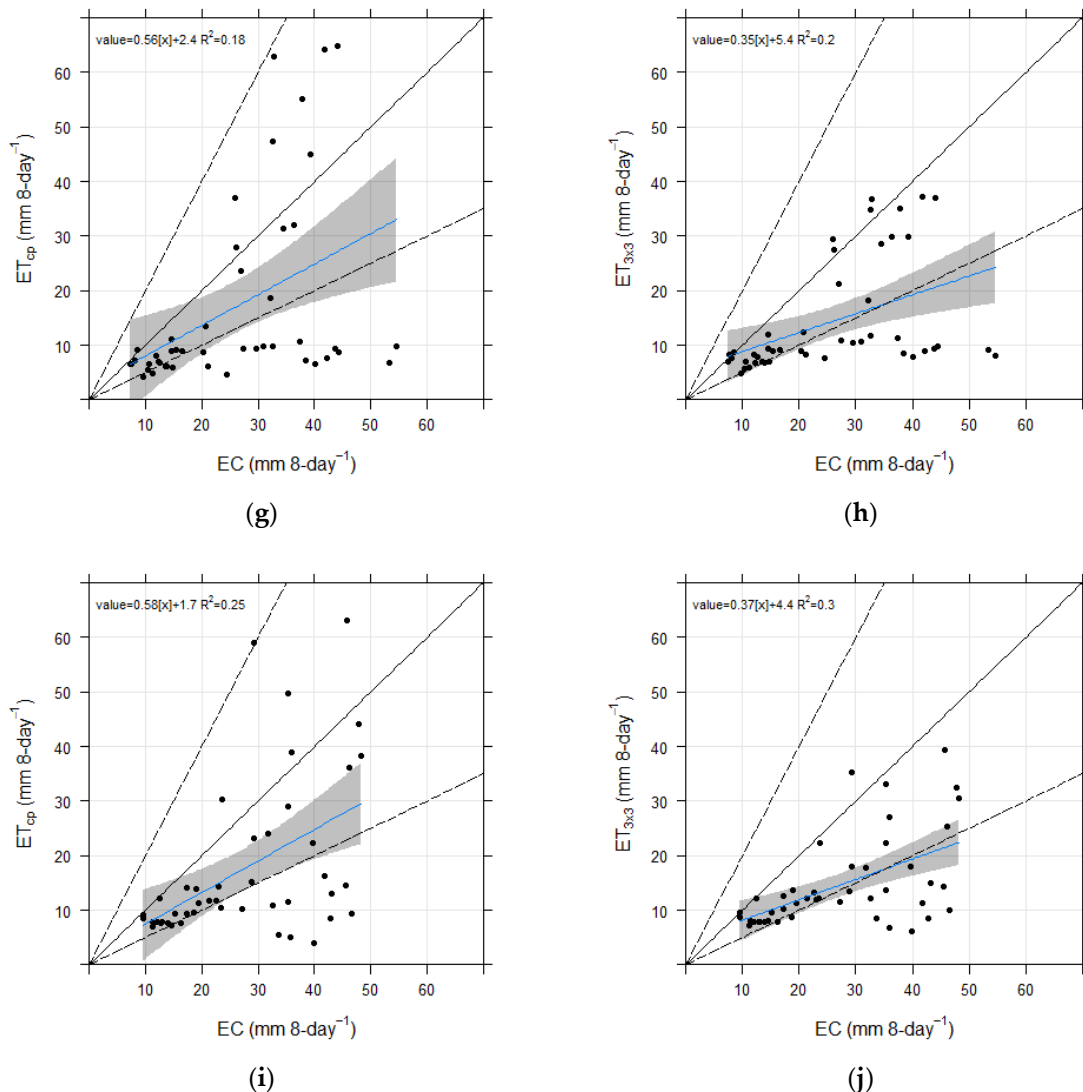 value=0.56[x]+2.4 R²=0.18
60
50
40
30
20
10
ET_cp (mm 8-day⁻¹)
10 20 30 40 50 60
EC (mm 8-day⁻¹)
(g)
value=0.35[x]+5.4 R²=0.2
60
50
40
30
20
10
ET_3x3 (mm 8-day⁻¹)
10 20 30 40 50 60
EC (mm 8-day⁻¹)
(h)
value=0.58[x]+1.7 R²=0.25
60
50
40
30
20
10
ET_cp (mm 8-day⁻¹)
10 20 30 40 50 60
EC (mm 8-day⁻¹)
(i)
value=0.37[x]+4.4 R²=0.3
60
50
40
30
20
10
ET_3x3 (mm 8-day⁻¹)
10 20 30 40 50 60
EC (mm 8-day⁻¹)
(j)